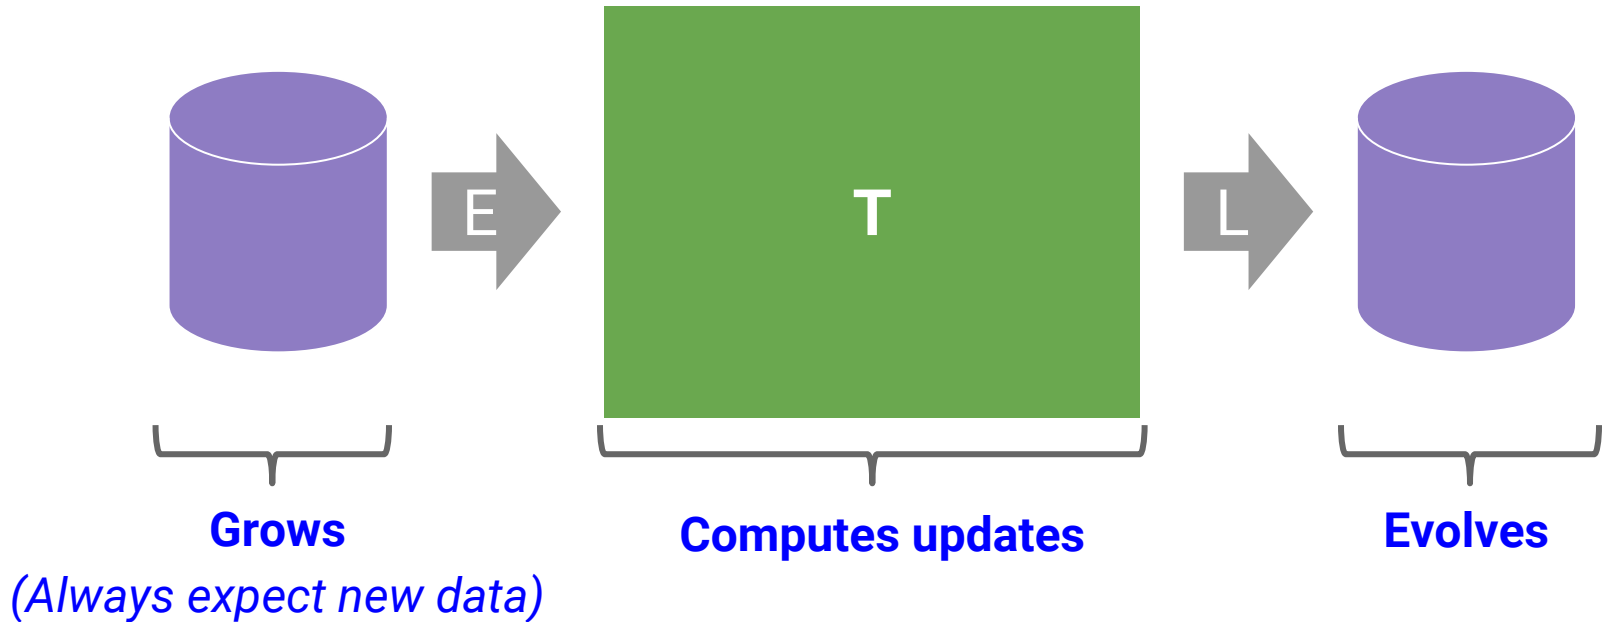 E
T
L
Grows
(Always expect new data)
Computes updates
Evolves